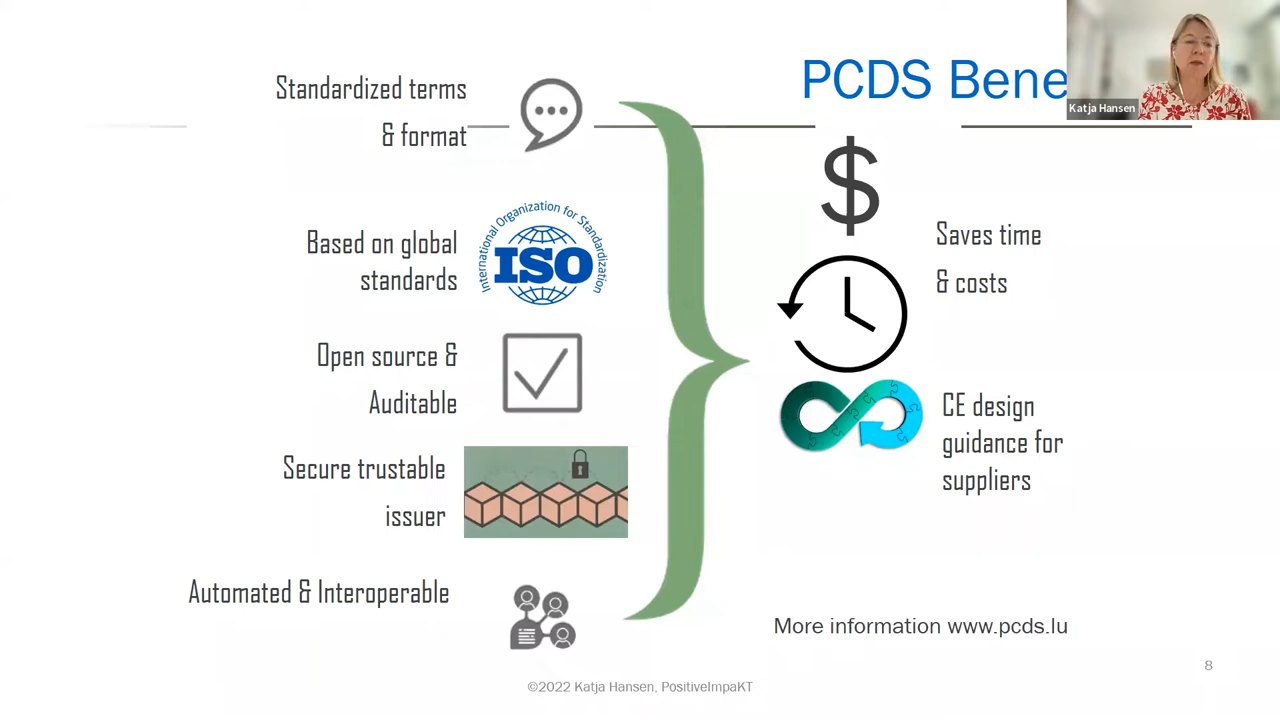 PCDS Bene
Katja Hansen
Standardized terms
& format
Based on global
standards
International Organization for Standardization
ISO
Open source &
Auditable
Secure trustable
issuer
Automated & Interoperable
$
Saves time
& costs
CE design
guidance for
suppliers
More information www.pcds.lu
8
©2022 Katja Hansen, PositiveImpaKT